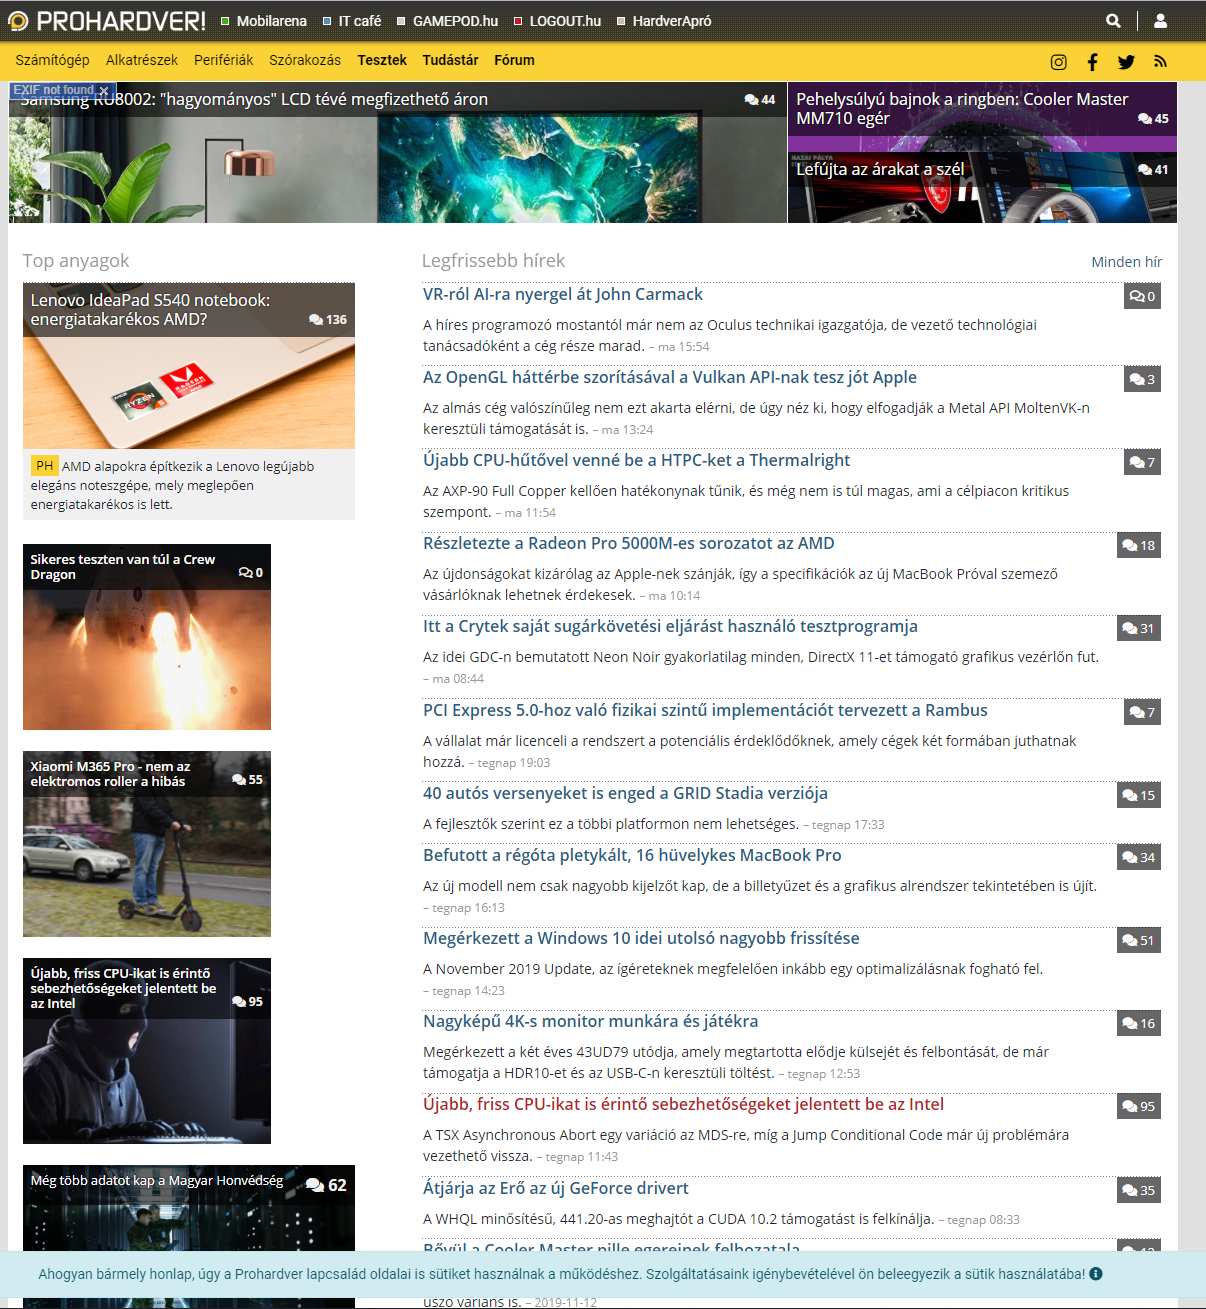 PROHARDVER!
Mobilarena
IT café
GAMEPOD.hu
LOGOUT.hu
HardverApró
Számítógép
Alkatrészek
Perifériák
Szórakozás
Tesztek
Tudástár
Fórum
EXIF not found
Samsung RU8002: "hagyományos" LCD tévé megfizethető áron
44
Pehelysúlyú bajnok a ringben: Cooler Master
MM710 egér
45
Lefújta az árakat a szél
41
Top anyagok
Lenovo IdeaPad S540 notebook:
energiatakarékos AMD?
136
RYZEN
PH AMD alapokra építkezik a Lenovo legújabb
elegáns noteszgépe, mely meglepően
energiatakarékos is lett.
Sikeres teszten van túl a Crew
Dragon
0
Xiaomi M365 Pro - nem az
elektromos roller a hibás
55
Újabb, friss CPU-ikat is érintő
sebezhetőségeket jelentett be
az Intel
95
Még több adatot kap a Magyar Honvédség
62
Legfrissebb hírek
Minden hír
VR-ról AI-ra nyergel át John Carmack
0
A híres programozó mostantól már nem az Oculus technikai igazgatója, de vezető technológiai
tanácsadóként a cég része marad. – ma 15:54
Az OpenGL háttérbe szorításával a Vulkan API-nak tesz jót Apple
3
Az almás cég valószínűleg nem ezt akarta elérni, de úgy néz ki, hogy elfogadják a Metal API MoltenVK-n
keresztüli támogatását is. – ma 13:24
Újabb CPU-hűtővel venné be a HTPC-ket a Thermalright
7
Az AXP-90 Full Copper kellően hatékonynak tűnik, és még nem is túl magas, ami a célpiacon kritikus
szempont. – ma 11:54
Részletezte a Radeon Pro 5000M-es sorozatot az AMD
18
Az újdonságokat kizárólag az Apple-nek szánják, így a specifikációk az új MacBook Próval szemező
vásárlóknak lehetnek érdekesek. – ma 10:14
Itt a Crytek saját sugárkövetési eljárást használó tesztprogramja
31
Az idei GDC-n bemutatott Neon Noir gyakorlatilag minden, DirectX 11-et támogató grafikus vezérlőn fut.
– ma 08:44
PCI Express 5.0-hoz való fizikai szintű implementációt tervezett a Rambus
7
A vállalat már licenceli a rendszert a potenciális érdeklődőknek, amely cégek két formában juthatnak
hozzá. – tegnap 19:03
40 autós versenyeket is enged a GRID Stadia verziója
15
A fejlesztők szerint ez a többi platformon nem lehetséges. – tegnap 17:33
Befutott a régóta pletykált, 16 hüvelykes MacBook Pro
34
Az új modell nem csak nagyobb kijelzőt kap, de a billetyűzet és a grafikus alrendszer tekintetében is újít.
– tegnap 16:13
Megérkezett a Windows 10 idei utolsó nagyobb frissítése
51
A November 2019 Update, az ígéreteknek megfelelően inkább egy optimalizálásnak fogható fel.
– tegnap 14:23
Nagyképű 4K-s monitor munkára és játékra
16
Megérkezett a két éves 43UD79 utódja, amely megtartotta elődje külsejét és felbontását, de már
támogatja a HDR10-et és az USB-C-n keresztüli töltést. – tegnap 12:53
Újabb, friss CPU-ikat is érintő sebezhetőségeket jelentett be az Intel
95
A TSX Asynchronous Abort egy variáció az MDS-re, míg a Jump Conditional Code már új problémára
vezethető vissza. – tegnap 11:43
Átjárja az Erő az új GeForce drivert
35
A WHQL minősítésű, 441.20-as meghajtót a CUDA 10.2 támogatást is felkínálja. – tegnap 08:33
Bővül a Cooler Master pille egereinek felhozatala
Ahogyan bármely honlap, úgy a Prohardver lapcsalád oldalai is sütiket használnak a működéshez. Szolgáltatásaink igénybevételével ön beleegyezik a sütik használatába!
úszó variáns is. – 2019-11-12